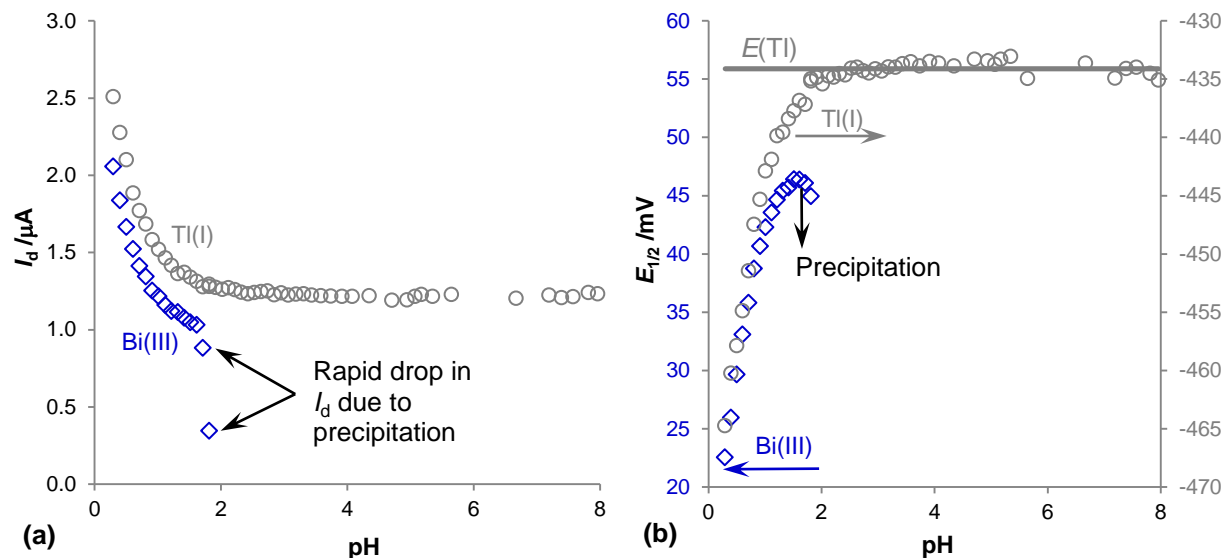 3.0
2.5
2.0
1.5
1.0
0.5
0.0
I_d /µA
0
2
4
6
8
pH
(a)
Tl(I)
Bi(III)
Rapid drop in
I_d due to
precipitation
60
55
50
45
40
35
30
25
20
E_1/2 /mV
-430
-435
-440
-445
-450
-455
-460
-465
-470
0
2
4
6
8
pH
(b)
E(Tl)
Tl(I)
Precipitation
Bi(III)